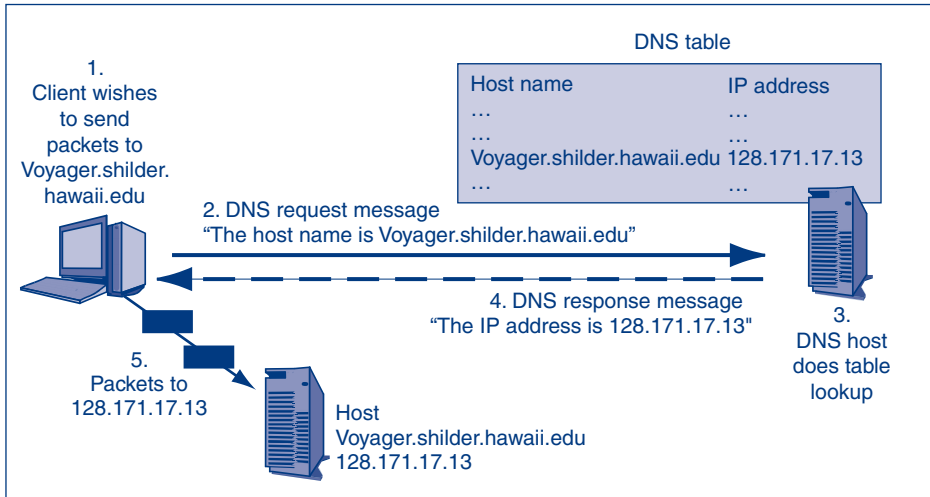 DNS table
Host name IP address
… …
… …
Voyager.shilder.hawaii.edu 128.171.17.13
… …
1.
Client wishes
to send
packets to
Voyager.shilder.
hawaii.edu
2. DNS request message
“The host name is Voyager.shilder.hawaii.edu”
3.
DNS host
does table
lookup
4. DNS response message
“The IP address is 128.171.17.13"
5.
Packets to
128.171.17.13
Host
Voyager.shilder.hawaii.edu
128.171.17.13